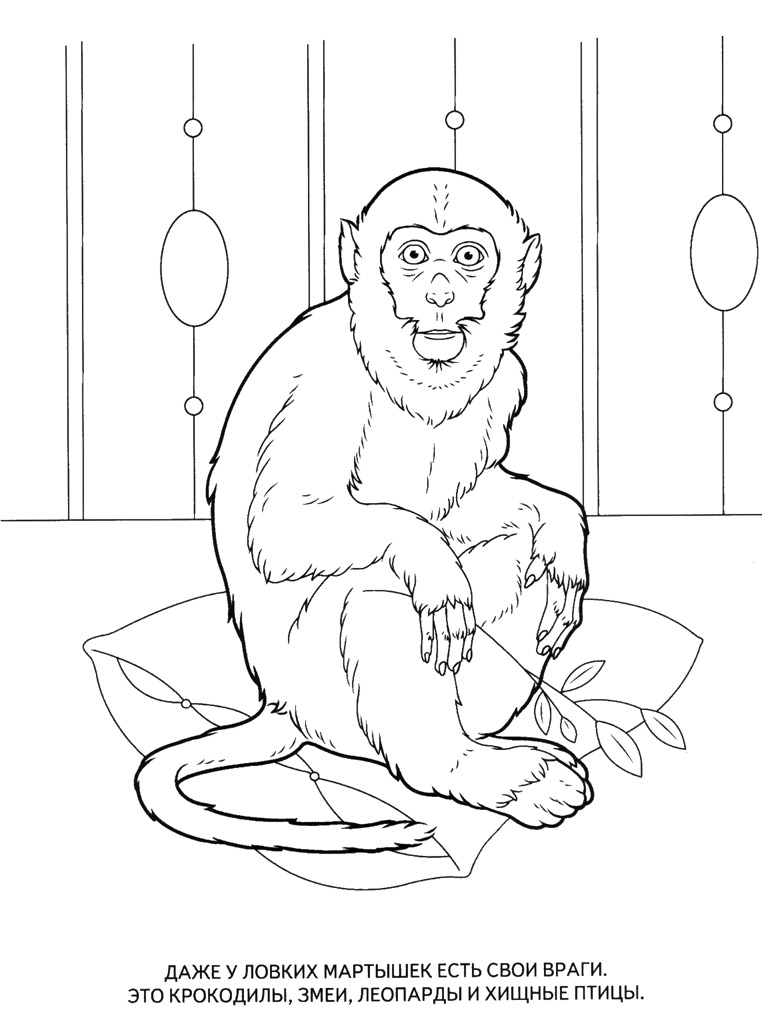 ДАЖЕ У ЛОВКИХ МАРТЫШЕК ЕСТЬ СВОИ ВРАГИ.
ЭТО КРОКОДИЛЫ, ЗМЕИ, ЛЕОПАРДЫ И ХИЩНЫЕ ПТИЦЫ.